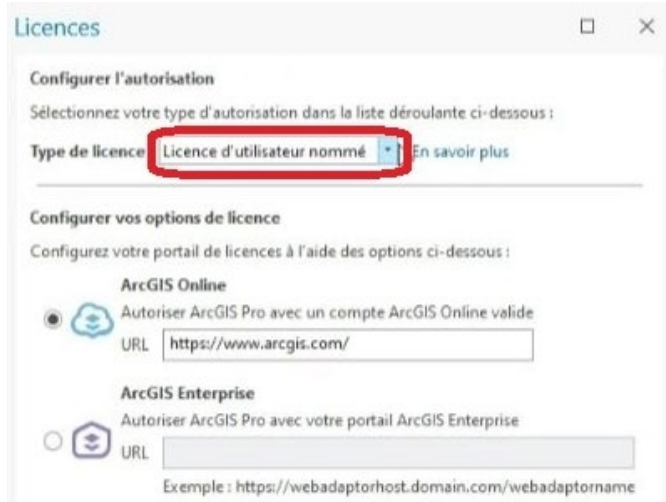 Licences
Configurer l'autorisation
Sélectionnez votre type d'autorisation dans la liste déroulante ci-dessous :
Type de licence Licence d'utilisateur nommé En savoir plus
Configurer vos options de licence
Configurez votre portail de licences à l'aide des options ci-dessous :
ArcGIS Online
Autoriser ArcGIS Pro avec un compte ArcGIS Online valide
URL https://www.arcgis.com/
ArcGIS Enterprise
Autoriser ArcGIS Pro avec votre portail ArcGIS Enterprise
URL
Exemple : https://webadaptorhost.domain.com/webadaptorname